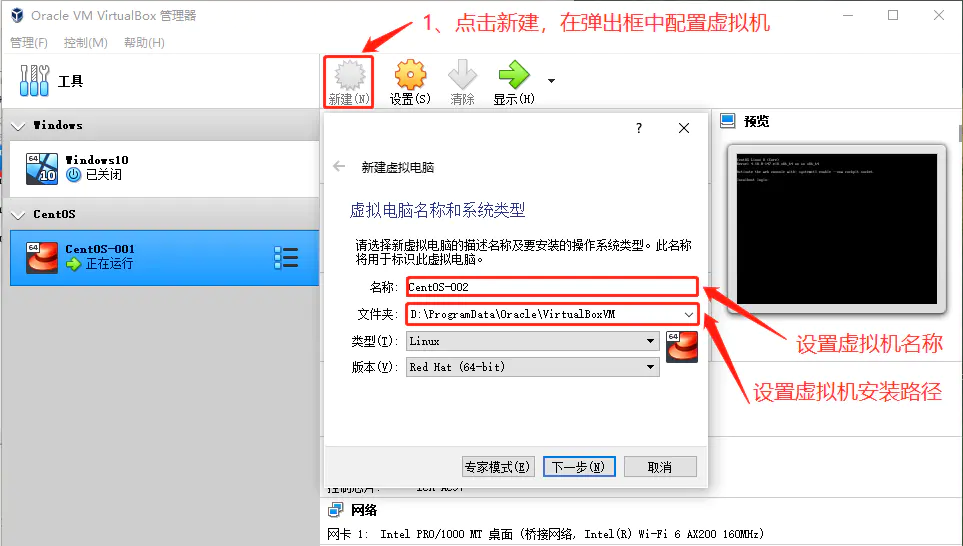 Oracle VM VirtualBox 管理器
管理(F) 控制(M) 帮助(H)
1、点击新建，在弹出框中配置虚拟机
工具
新建(N) 设置(S) 清除 显示(H)
Windows
64
10
Windows10
已关闭
CentOS
64
CentOS-001
正在运行
预览
?
新建虚拟电脑
虚拟电脑名称和系统类型
请选择新虚拟电脑的描述名称及要安装的操作系统类型。此名称
将用于标识此虚拟电脑。
名称: CentOS-002
文件夹: D:\ProgramData\Oracle\VirtualBoxVM
类型(T): Linux
64
版本(V): Red Hat (64-bit)
设置虚拟机名称
设置虚拟机安装路径
专家模式(E) 下一步(N) 取消
网络
网卡 1: Intel PRO/1000 MT 桌面 (桥接网络, Intel(R) Wi-Fi 6 AX200 160MHz)